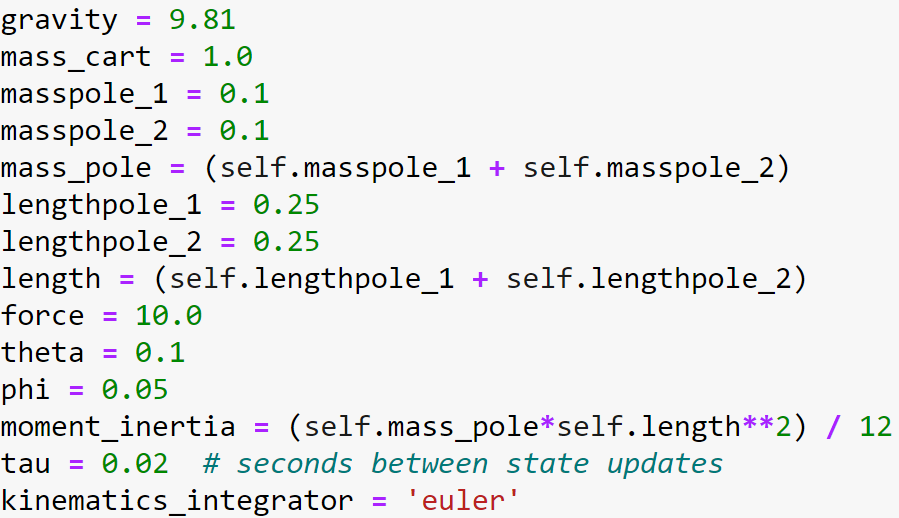 gravity = 9.81
mass_cart = 1.0
masspole_1 = 0.1
masspole_2 = 0.1
mass_pole = (self.masspole_1 + self.masspole_2)
lengthpole_1 = 0.25
lengthpole_2 = 0.25
length = (self.lengthpole_1 + self.lengthpole_2)
force = 10.0
theta = 0.1
phi = 0.05
moment_inertia = (self.mass_pole*self.length**2) / 12
tau = 0.02  # seconds between state updates
kinematics_integrator = 'euler'